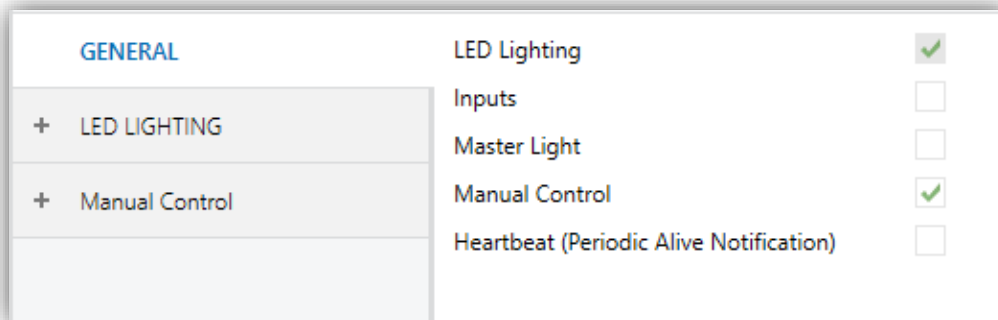 GENERAL
+ LED LIGHTING
+ Manual Control
LED Lighting
Inputs
Master Light
Manual Control
Heartbeat (Periodic Alive Notification)